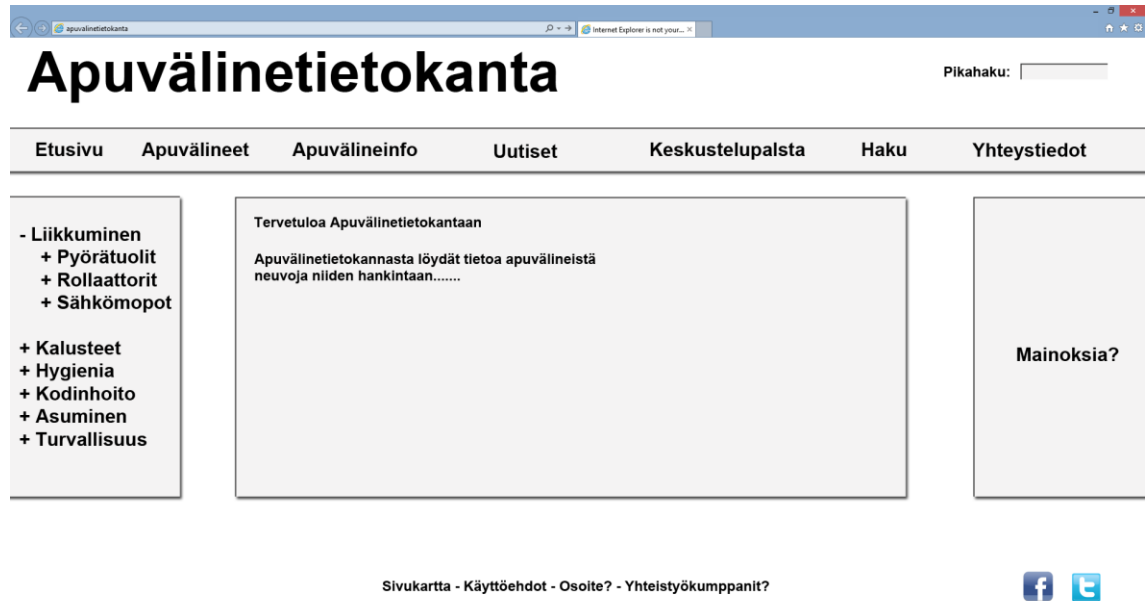 apuvalinetietokanta
Internet Explorer is not your...
Apuvälinetietokanta
Pikahaku:
Etusivu Apuvälineet Apuvälineinfo Uutiset Keskustelupalsta Haku Yhteystiedot
- Liikkuminen
+ Pyörätuolit
+ Rollaattorit
+ Sähkömopot
+ Kalusteet
+ Hygienia
+ Kodinhoito
+ Asuminen
+ Turvallisuus
Tervetuloa Apuvälinetietokantaan
Apuvälinetietokannasta löydät tietoa apuvälineistä
neuvoja niiden hankintaan.......
Mainoksia?
Sivukartta - Käyttöehdot - Osoite? - Yhteistyökumppanit?